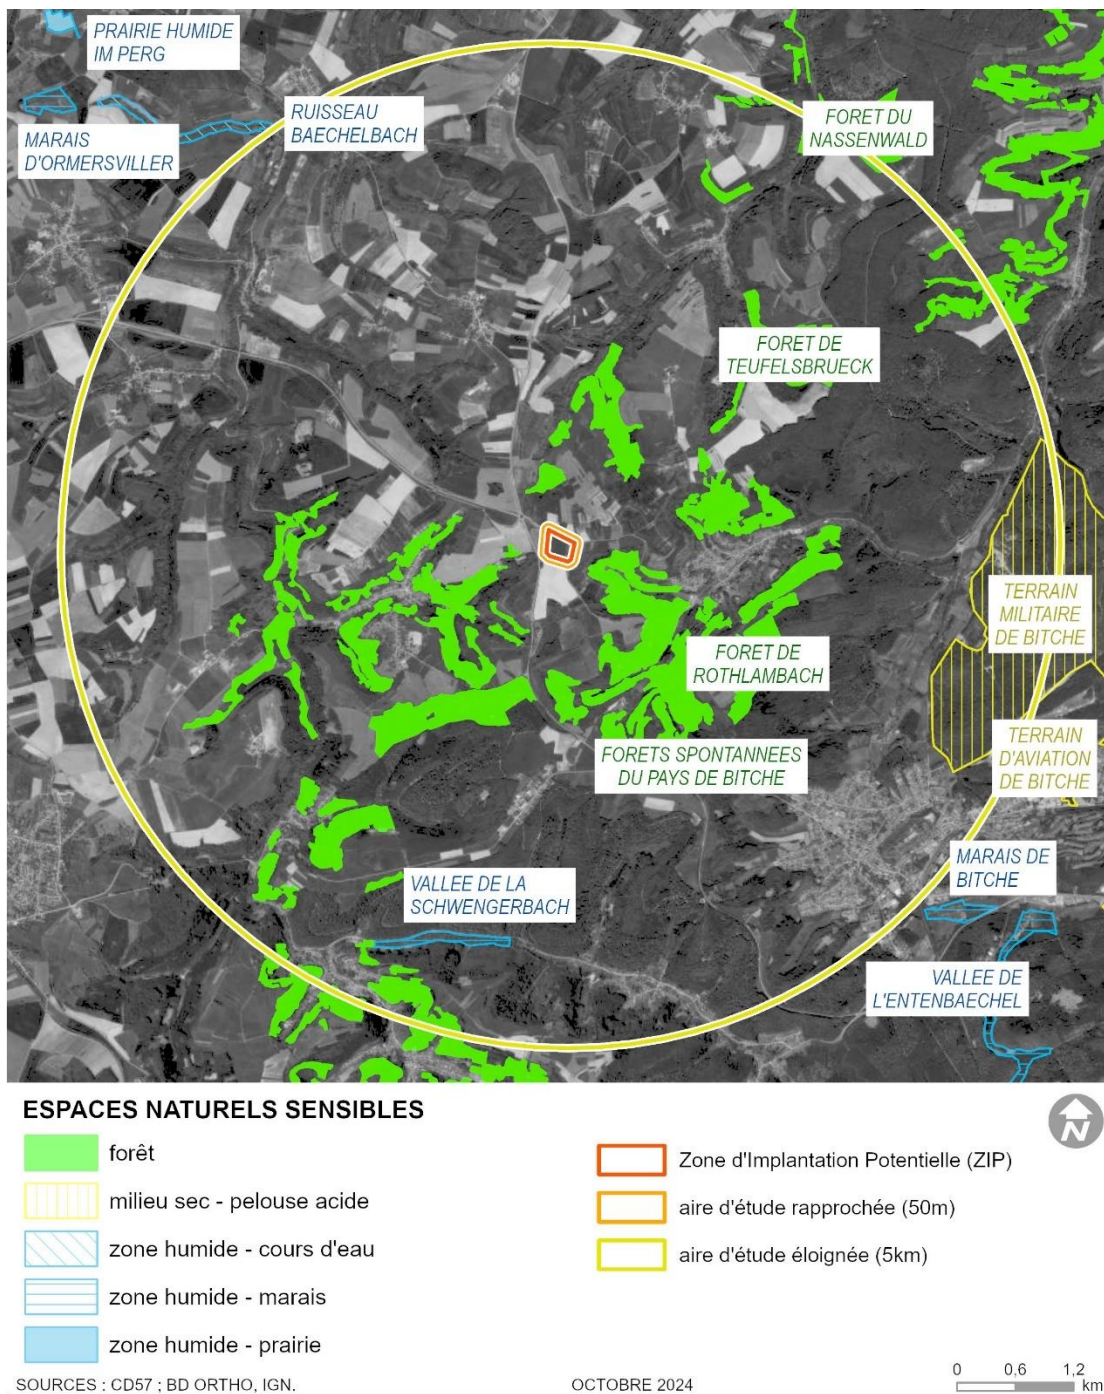 PRAIRIE HUMIDE
IM PERG
MARAIS
D'ORMERSVILLER
RUISSEAU
BAECHELBACH
FORET DU
NASSENWALD
FORET DE
TEUFELSBRUECK
TERRAIN
MILITAIRE
DE BITCHE
FORET DE
ROTHLAMBACH
FORETS SPONTANNEES
DU PAYS DE BITCHE
TERRAIN
D'AVIATION
DE BITCHE
MARAIS DE
BITCHE
VALLEE DE LA
SCHWENGERBACH
VALLEE DE
L'ENTENBAECHEL
ESPACES NATURELS SENSIBLES
forêt
milieu sec - pelouse acide
zone humide - cours d'eau
zone humide - marais
zone humide - prairie
Zone d'Implantation Potentielle (ZIP)
aire d'étude rapprochée (50m)
aire d'étude éloignée (5km)
N
SOURCES : CD57 ; BD ORTHO, IGN.
OCTOBRE 2024
0 0,6 1,2
km